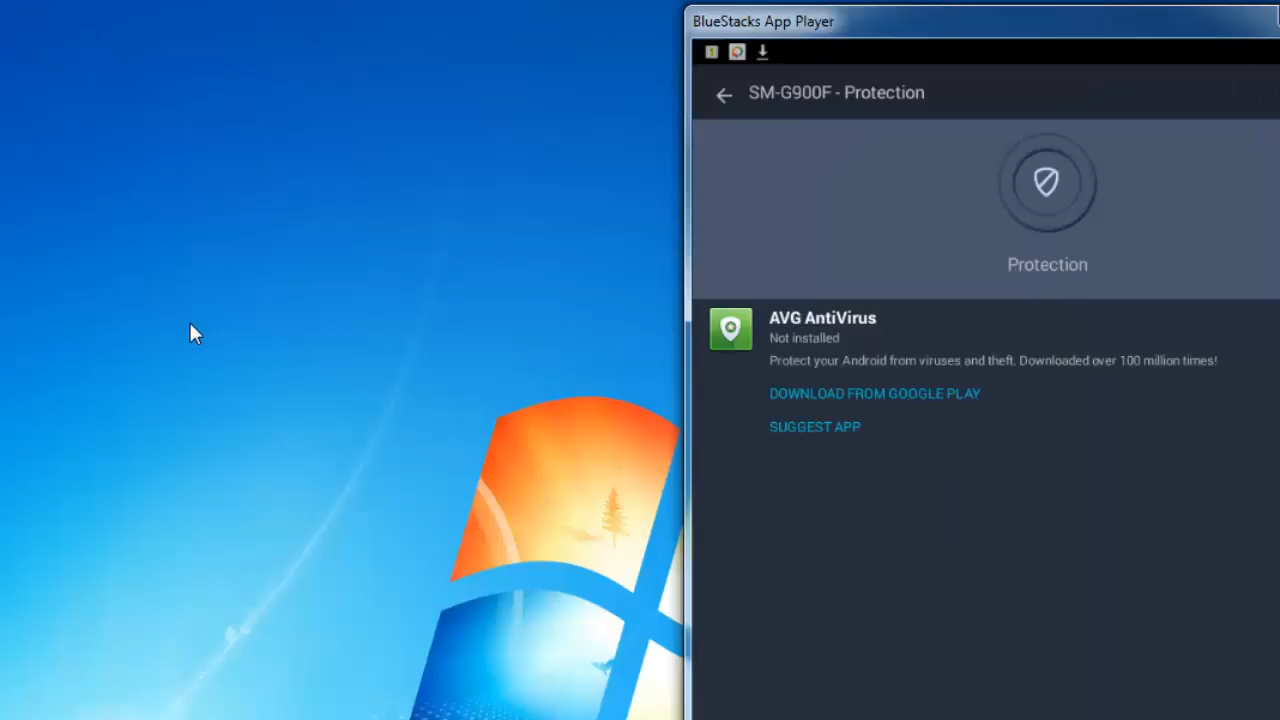 BlueStacks App Player
SM-G900F - Protection
Protection
AVG AntiVirus
Not installed
Protect your Android from viruses and theft. Downloaded over 100 million times!
DOWNLOAD FROM GOOGLE PLAY
SUGGEST APP